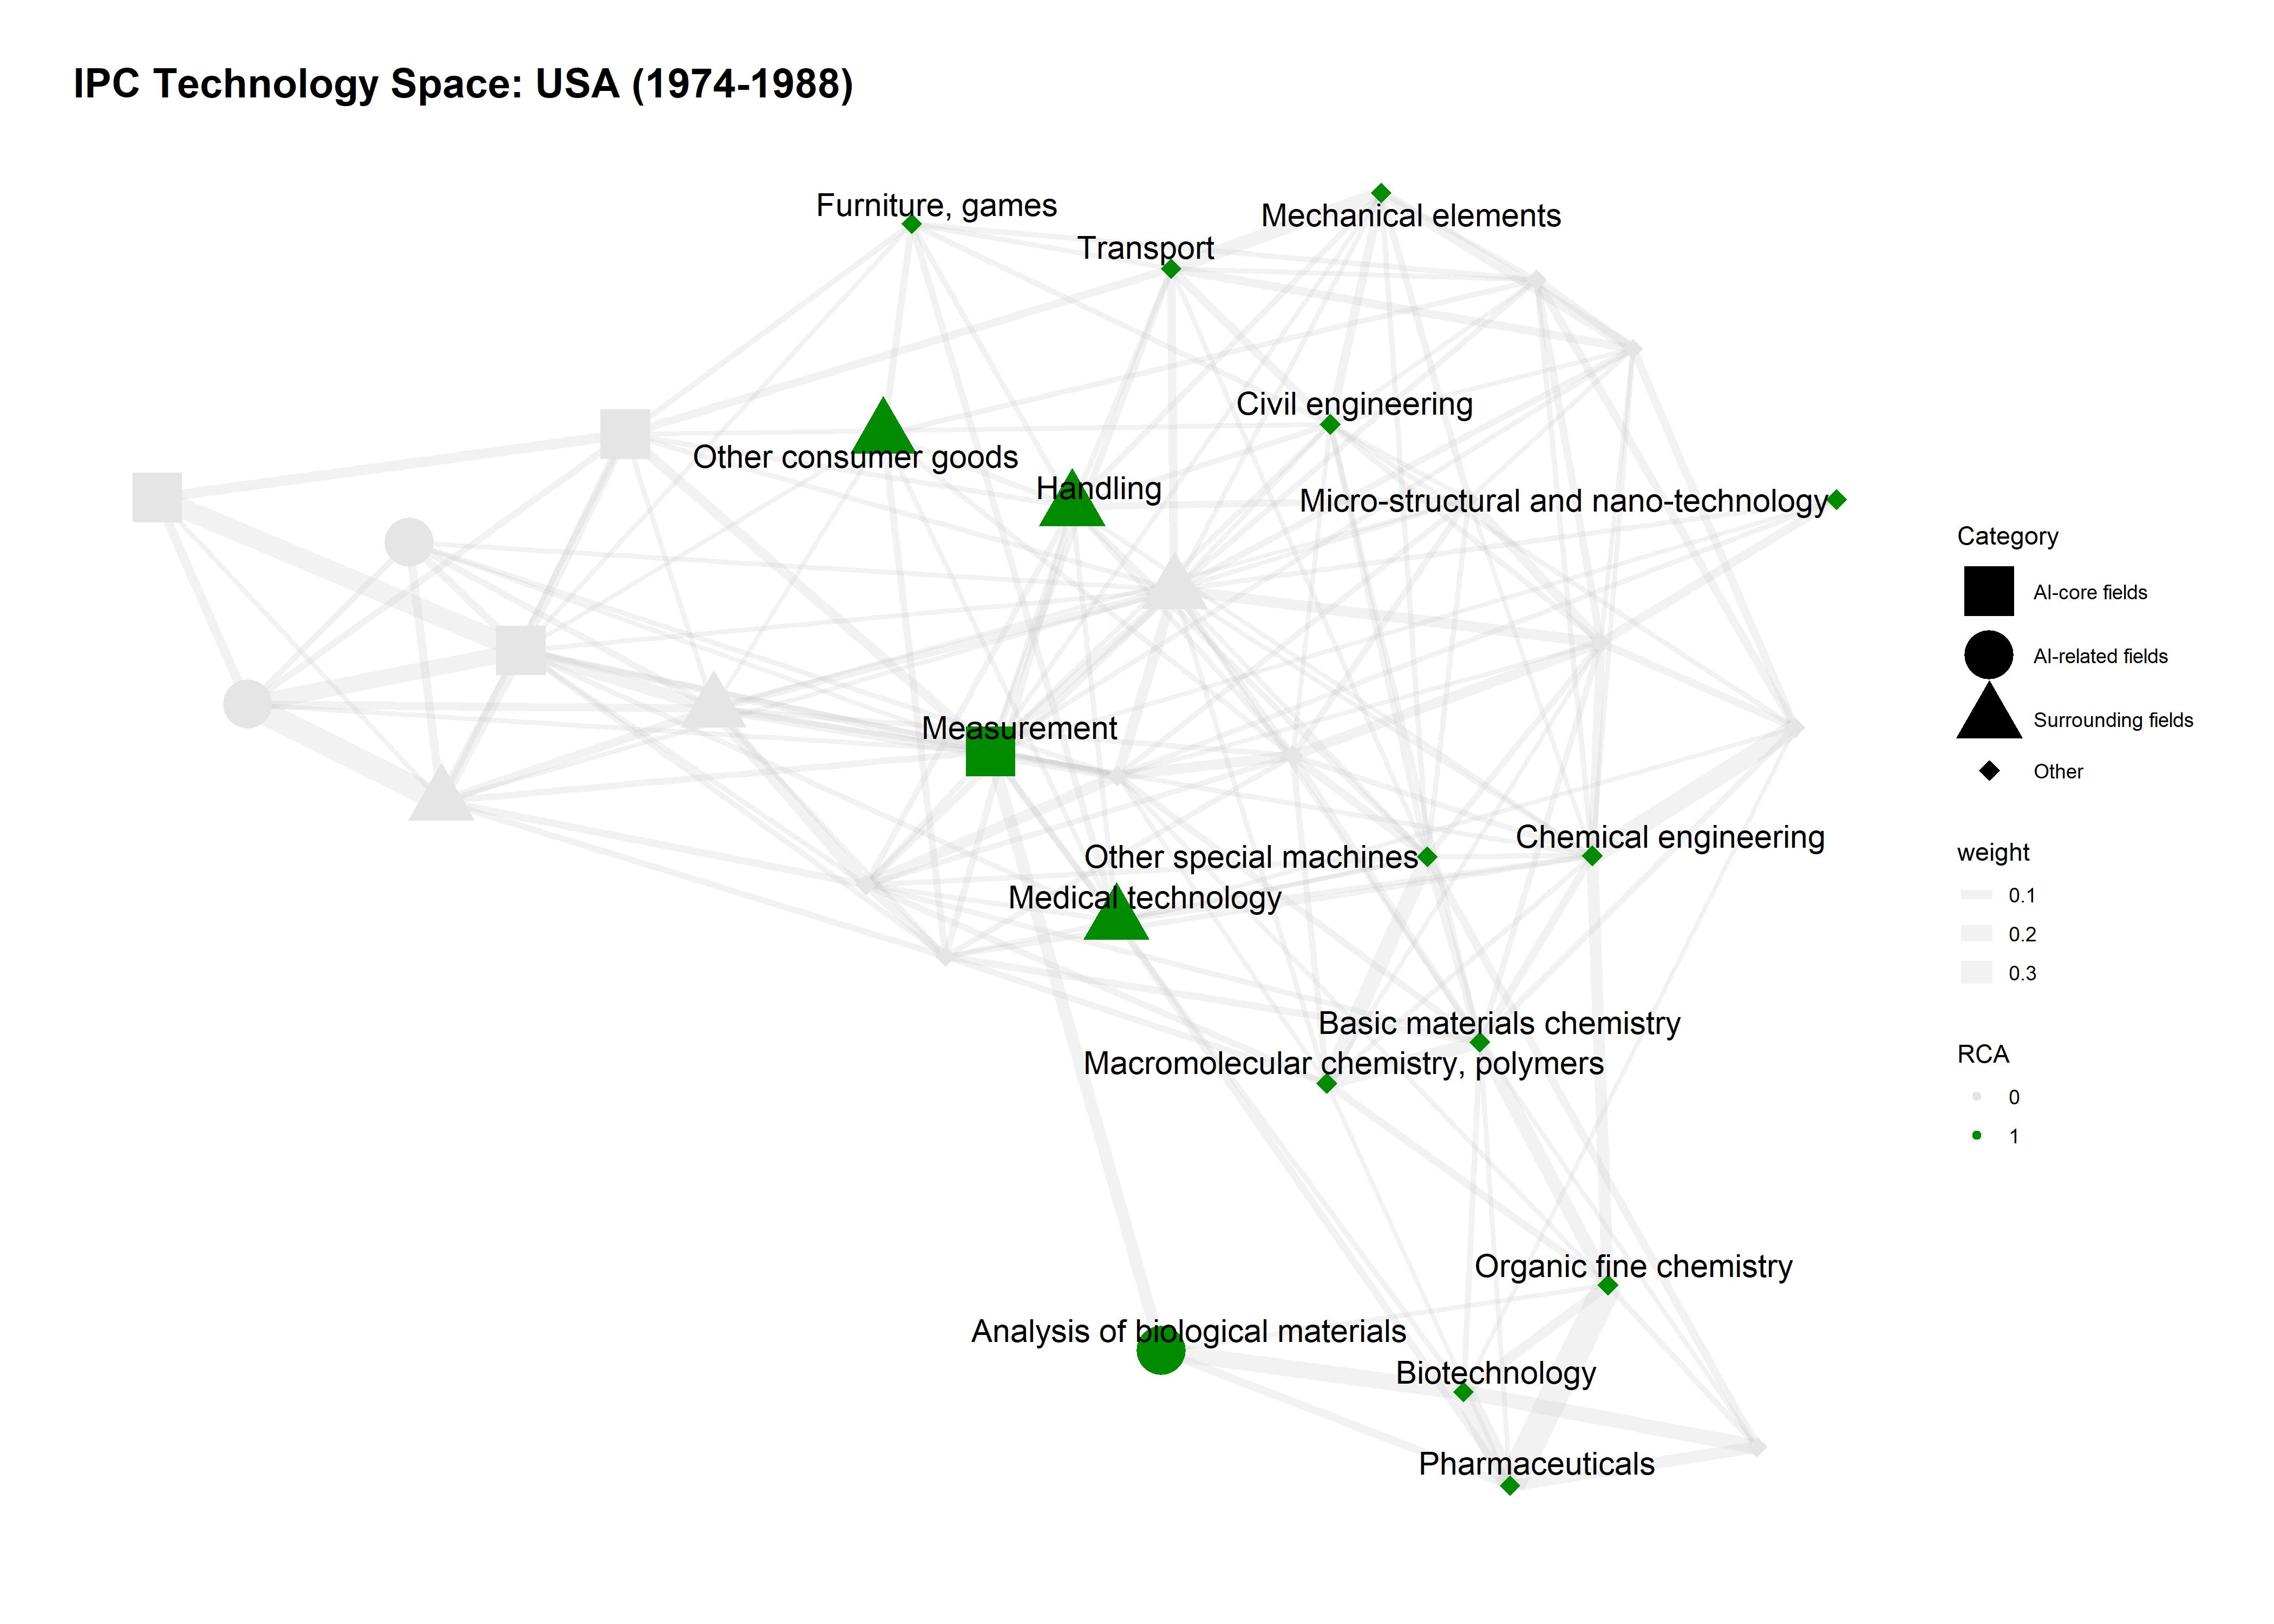 IPC Technology Space: USA (1974-1988)
Furniture, games
Mechanical elements
Transport
Civil engineering
Other consumer goods
Handling
Micro-structural and nano-technology
Measurement
Chemical engineering
Other special machines
Medical technology
Basic materials chemistry
Macromolecular chemistry, polymers
Organic fine chemistry
Analysis of biological materials
Biotechnology
Pharmaceuticals
Category
AI-core fields
AI-related fields
Surrounding fields
Other
weight
0.1
0.2
0.3
RCA
0
1